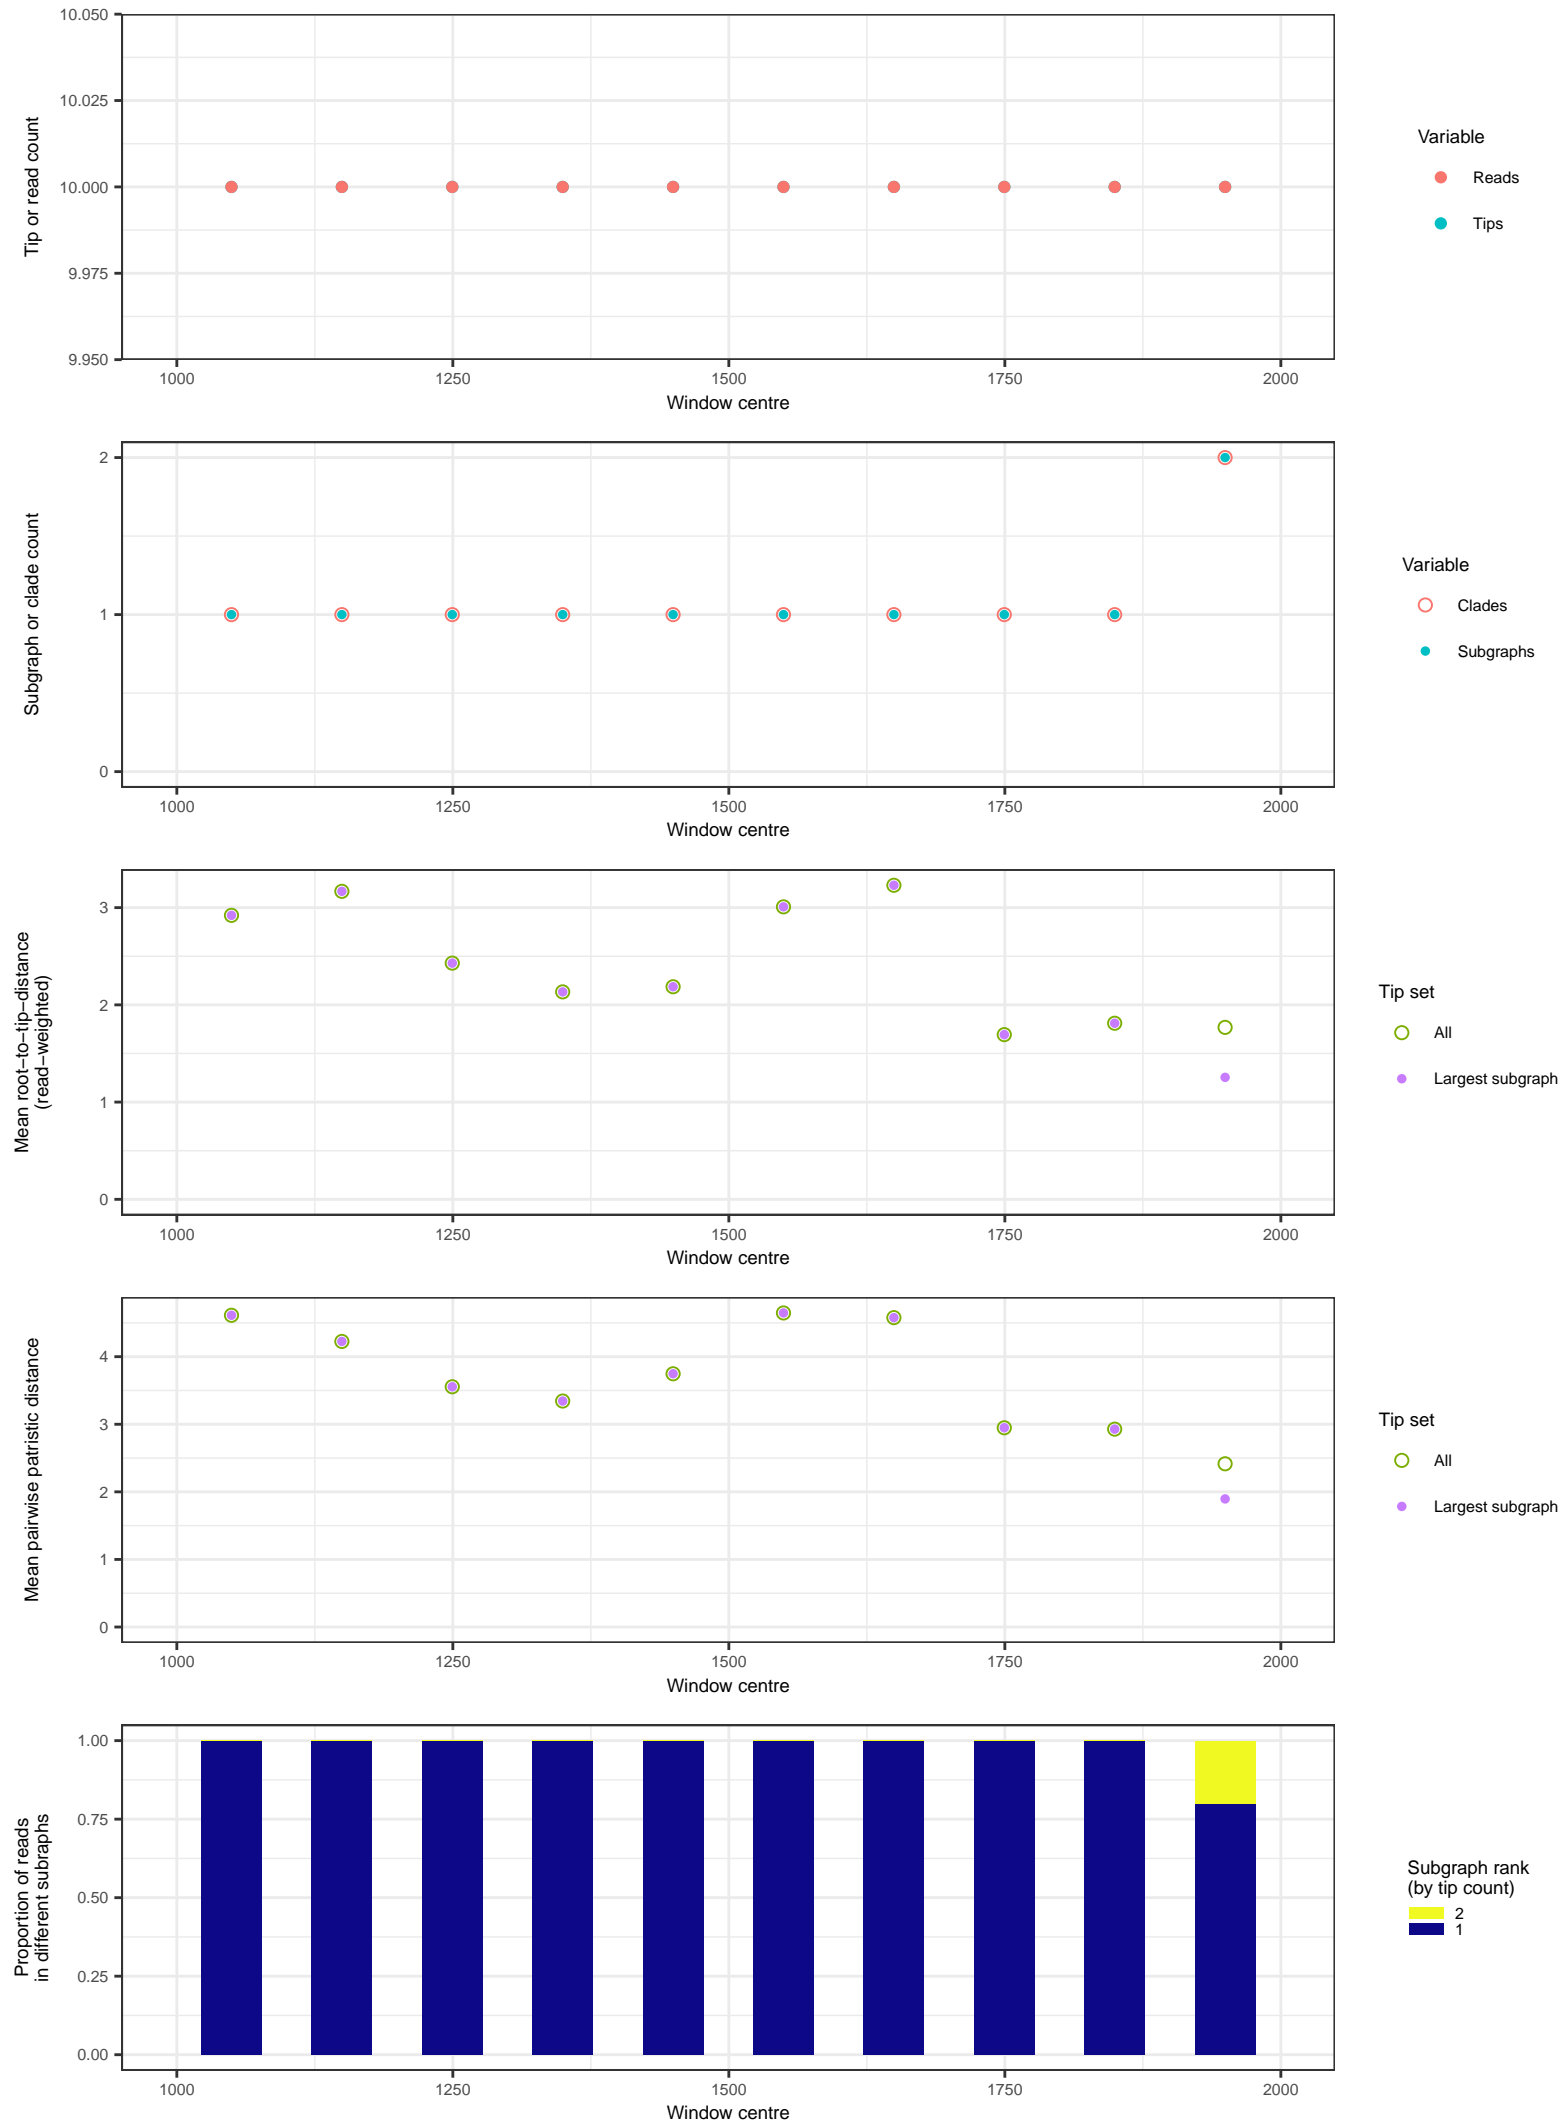 10.050
10.025
10.000
9.975
9.950
Tip or read count
1000 1250 1500 1750 2000
Window centre
Variable
Reads
Tips
2
1
0
Subgraph or clade count
1000 1250 1500 1750 2000
Window centre
Variable
Clades
Subgraphs
3
2
1
0
Mean root−to−tip−distance
(read−weighted)
1000 1250 1500 1750 2000
Window centre
Tip set
All
Largest subgraph
4
3
2
1
0
Mean pairwise patristic distance
1000 1250 1500 1750 2000
Window centre
Tip set
All
Largest subgraph
1.00
0.75
0.50
0.25
0.00
Proportion of reads
in different subraphs
1000 1250 1500 1750 2000
Window centre
Subgraph rank
(by tip count)
2
1